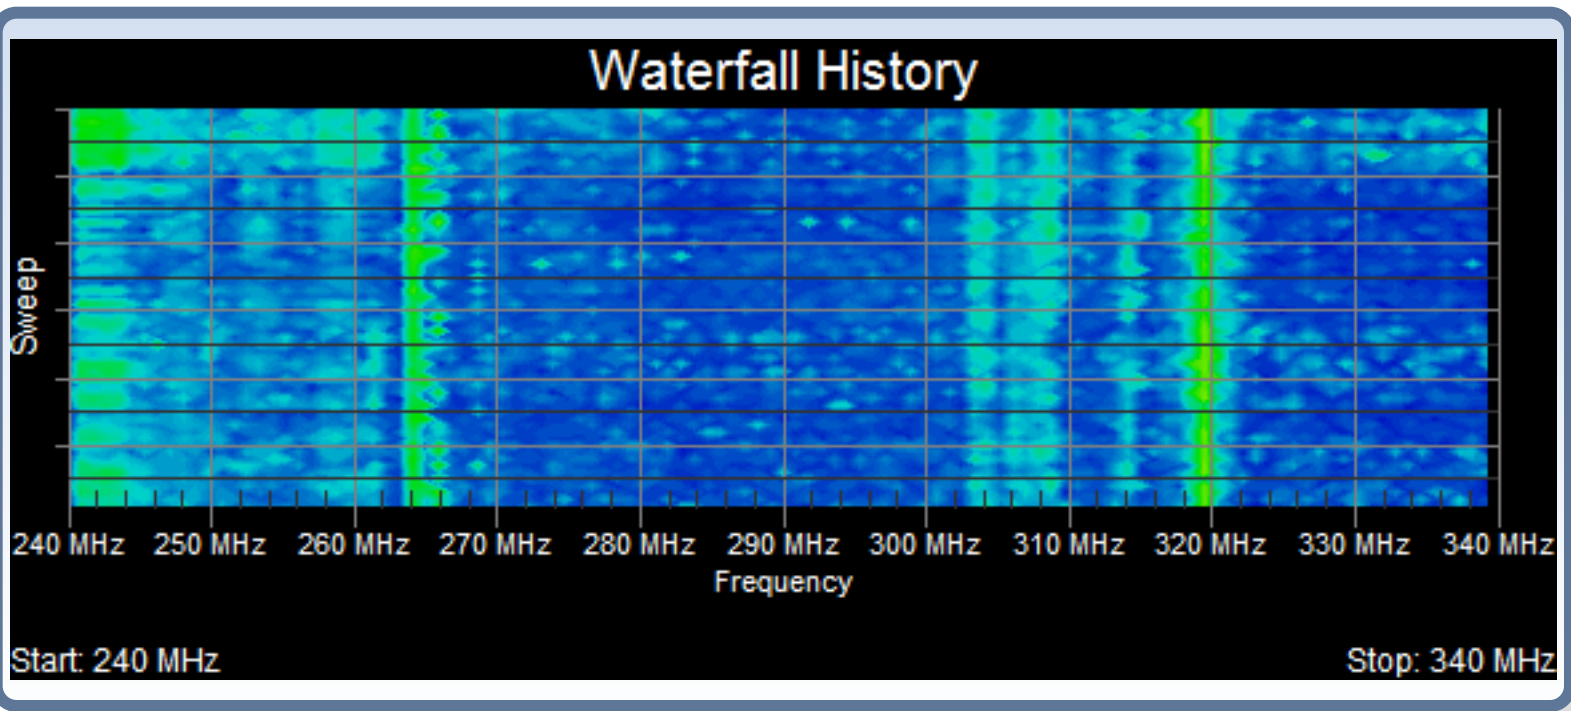 Waterfall History
Sweep
240 MHz 250 MHz 260 MHz 270 MHz 280 MHz 290 MHz 300 MHz 310 MHz 320 MHz 330 MHz 340 MHz
Frequency
Start: 240 MHz Stop: 340 MHz